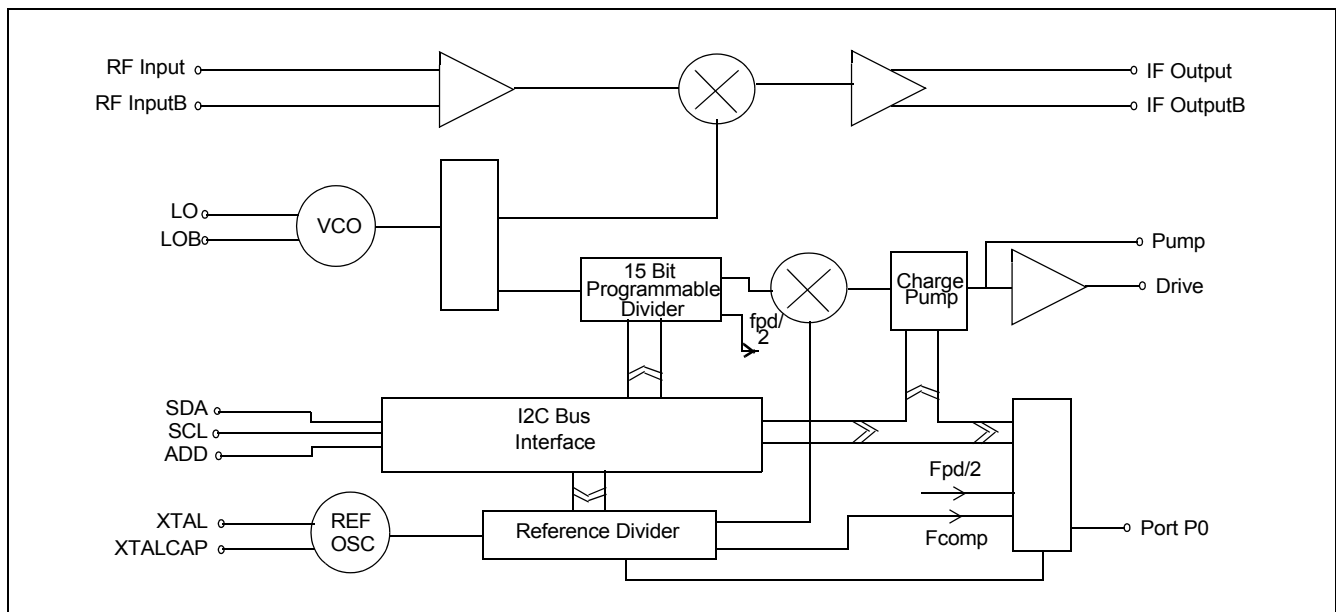 RF Input
RF InputB
IF Output
IF OutputB
LO
LOB
VCO
15 Bit
Programmable
Divider
fpd/
2
Charge
Pump
Pump
Drive
SDA
SCL
ADD
I2C Bus
Interface
Fpd/2
Fcomp
Port P0
XTAL
XTALCAP
REF
OSC
Reference Divider